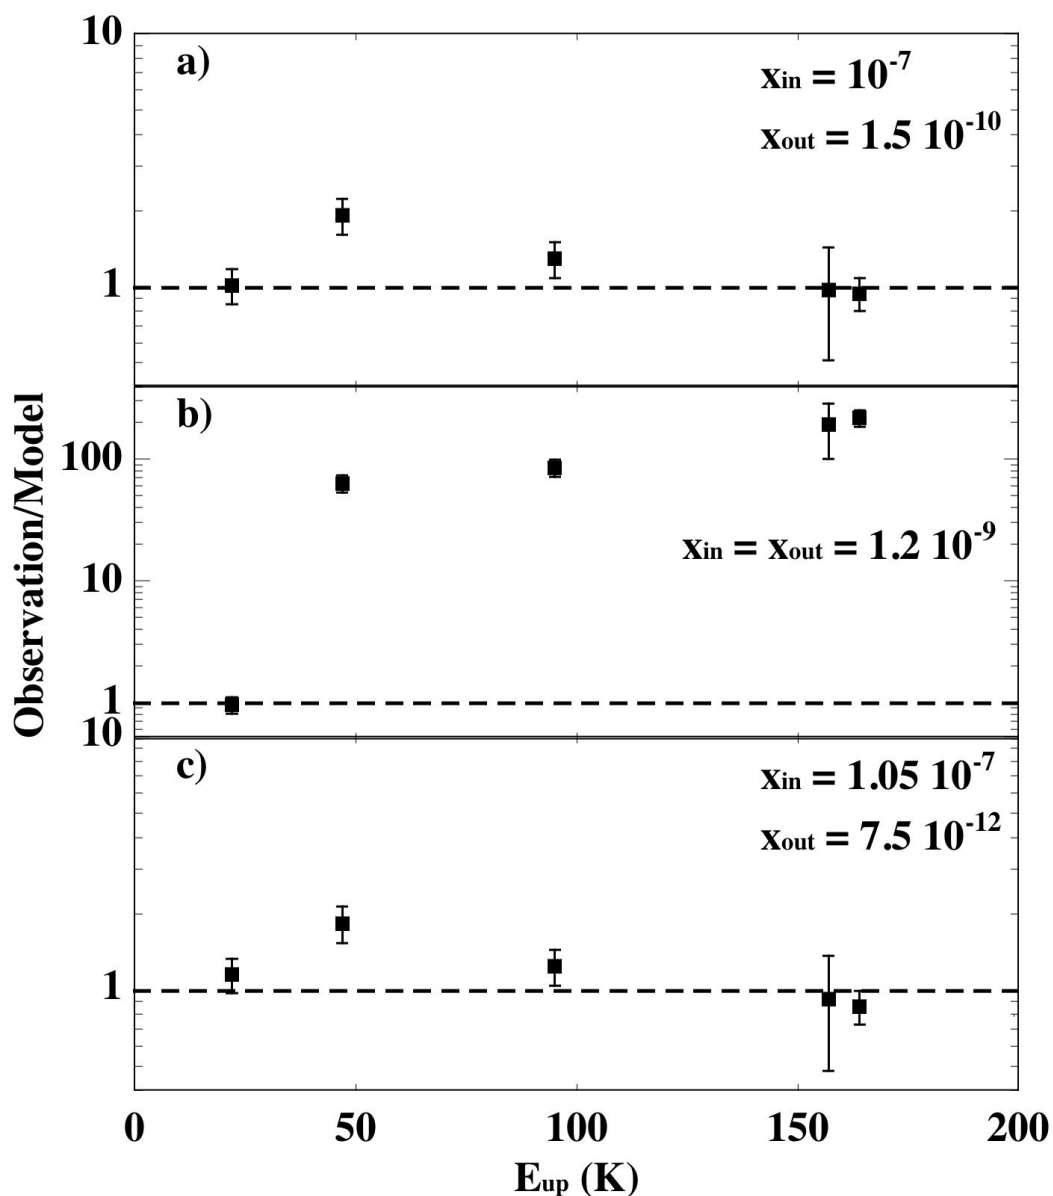 10
a)
xin = 10-7
xout = 1.5 10-10
1
Observation/Model
b)
100
xin = xout = 1.2 10-9
10
1
10
c)
xin = 1.05 10-7
xout = 7.5 10-12
1
0 50 100 150 200
Eup (K)